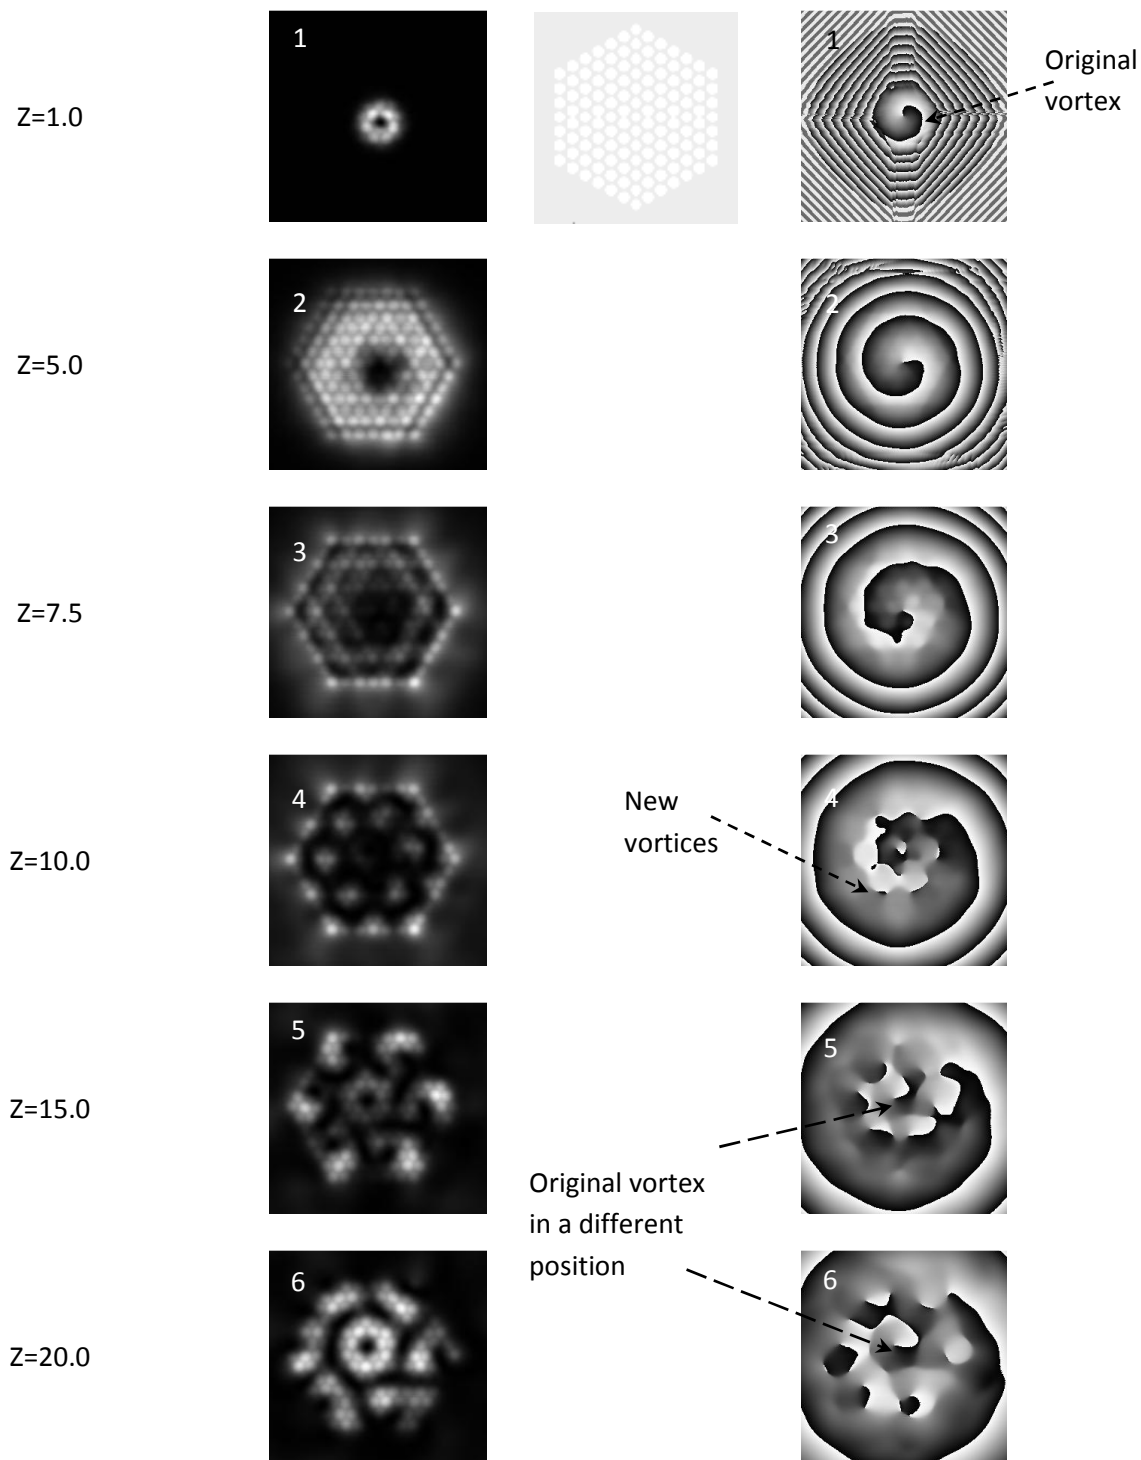 Z=1.0
1
1
Original
vortex
Z=5.0
2
2
Z=7.5
3
3
Z=10.0
4
New
vortices
4
Z=15.0
5
5
Original vortex
in a different
position
Z=20.0
6
6